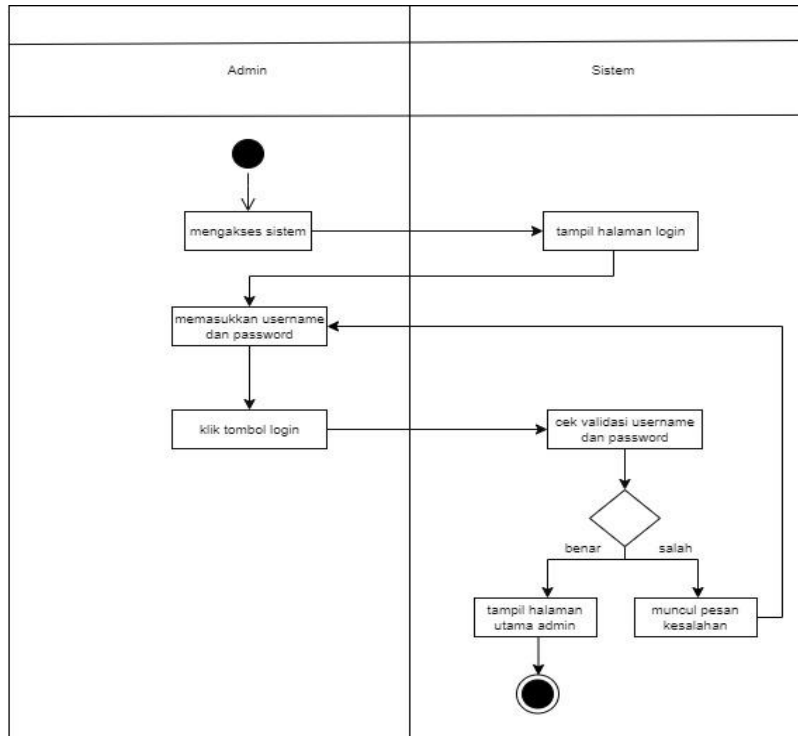 Admin
Sistem
mengakses sistem
tampil halaman login
memasukkan username
dan password
klik tombol login
cek validasi username
dan password
benar
salah
tampil halaman
utama admin
muncul pesan
kesalahan